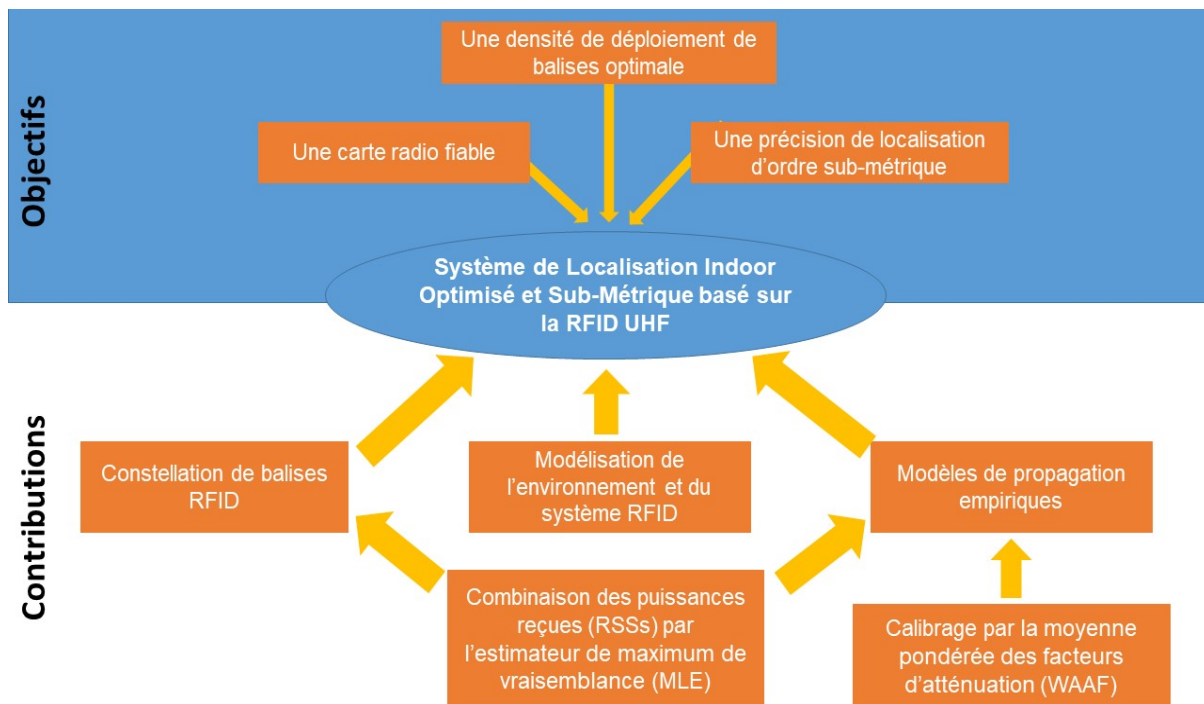 Objectifs
Une densité de déploiement de
balises optimale
Une carte radio fiable
Une précision de localisation
d'ordre sub-métrique
Système de Localisation Indoor
Optimisé et Sub-Métrique basé sur
la RFID UHF
Contributions
Constellation de balises
RFID
Modélisation de
l'environnement et du
système RFID
Modèles de propagation
empiriques
Combinaison des puissances
reçues (RSSs) par
l'estimateur de maximum de
vraisemblance (MLE)
Calibrage par la moyenne
pondérée des facteurs
d'atténuation (WAAF)